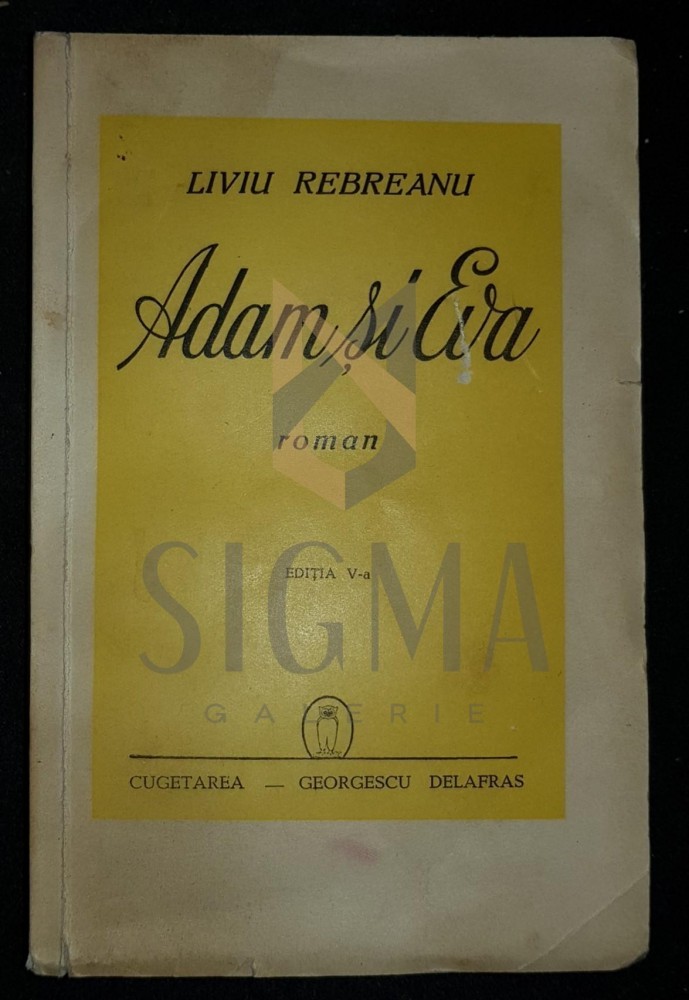 LIVIU REBREANU
Adam și Eva
roman
EDIȚIA V-a
SIGMA
GALERIE
CUGETAREA — GEORGESCU DELAFRAS